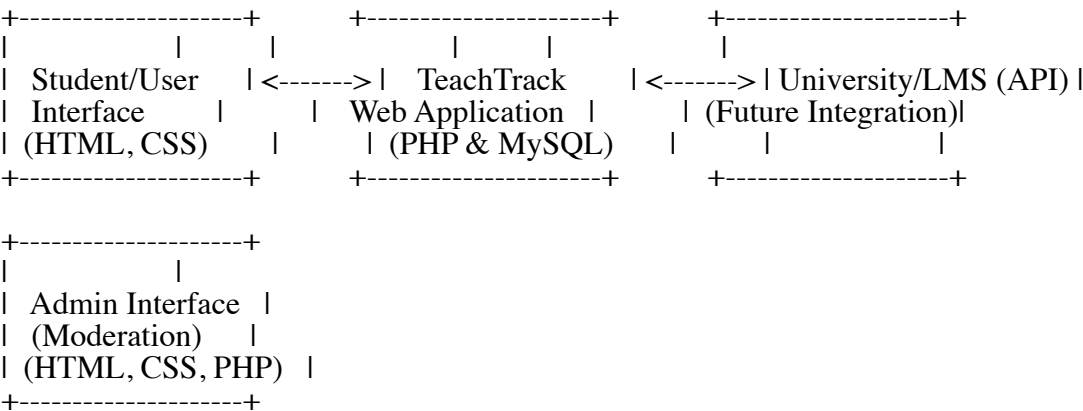 +---------------------+ +----------------------+ +---------------------+
| | | | | |
| Student/User |<------->| TeachTrack |<------->| University/LMS (API) |
| Interface | | Web Application | | (Future Integration)|
| (HTML, CSS) | | (PHP & MySQL) | | |
+---------------------+ +----------------------+ +---------------------+
+---------------------+
| |
| Admin Interface |
| (Moderation) |
| (HTML, CSS, PHP) |
+---------------------+